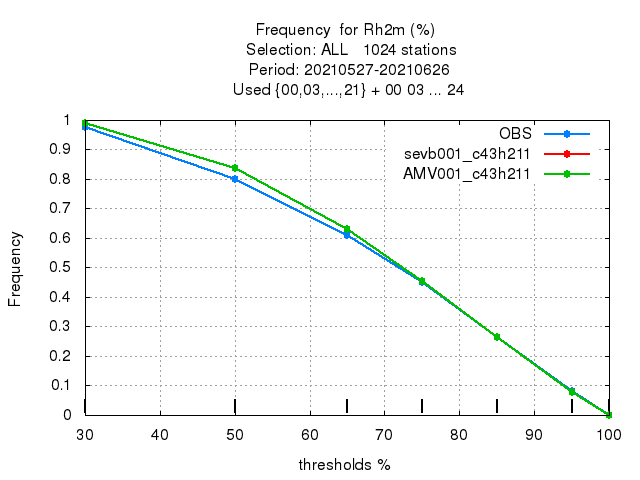 Frequency  for Rh2m (%)
Selection: ALL   1024 stations
Period: 20210527-20210626
Used {00,03,...,21} + 00 03 ... 24
OBS
sevb001_c43h211
AMV001_c43h211
Frequency
1
0.9
0.8
0.7
0.6
0.5
0.4
0.3
0.2
0.1
0
30 40 50 60 70 80 90 100
thresholds %